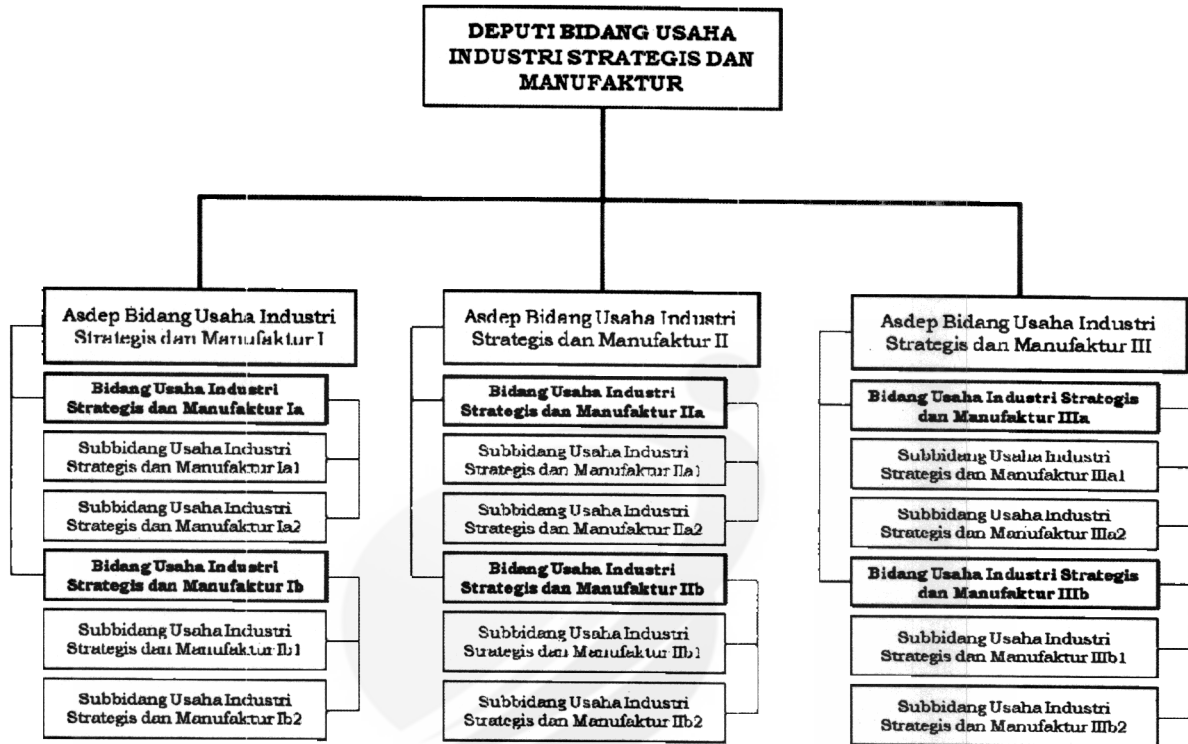 DEPUTI BIDANG USAHA
INDUSTRI STRATEGIS DAN
MANUFAKTUR
Asdep Bidang Usaha Industri
Strategis dan Manufaktur I
Bidang Usaha Industri
Strategis dan Manufaktur Ia
Subbidang Usaha Industri
Strategis dan Manufaktur Ia1
Subbidang Usaha Industri
Strategis dan Manufaktur Ia2
Bidang Usaha Industri
Strategis dan Manufaktur Ib
Subbidang Usaha Industri
Strategis dan Manufaktur Ib1
Subbidang Usaha Industri
Strategis dan Manufaktur Ib2
Asdep Bidang Usaha Industri
Strategis dan Manufaktur II
Bidang Usaha Industri
Strategis dan Manufaktur IIa
Subbidang Usaha Industri
Strategis dan Manufaktur IIa1
Subbidang Usaha Industri
Strategis dan Manufaktur IIa2
Bidang Usaha Industri
Strategis dan Manufaktur IIb
Subbidang Usaha Industri
Strategis dan Manufaktur IIb1
Subbidang Usaha Industri
Strategis dan Manufaktur IIb2
Asdep Bidang Usaha Industri
Strategis dan Manufaktur III
Bidang Usaha Industri Strategis
dan Manufaktur IIIa
Subbidang Usaha Industri
Strategis dan Manufaktur IIIa1
Subbidang Usaha Industri
Strategis dan Manufaktur IIIa2
Bidang Usaha Industri Strategis
dan Manufaktur IIIb
Subbidang Usaha Industri
Strategis dan Manufaktur IIIb1
Subbidang Usaha Industri
Strategis dan Manufaktur IIIb2